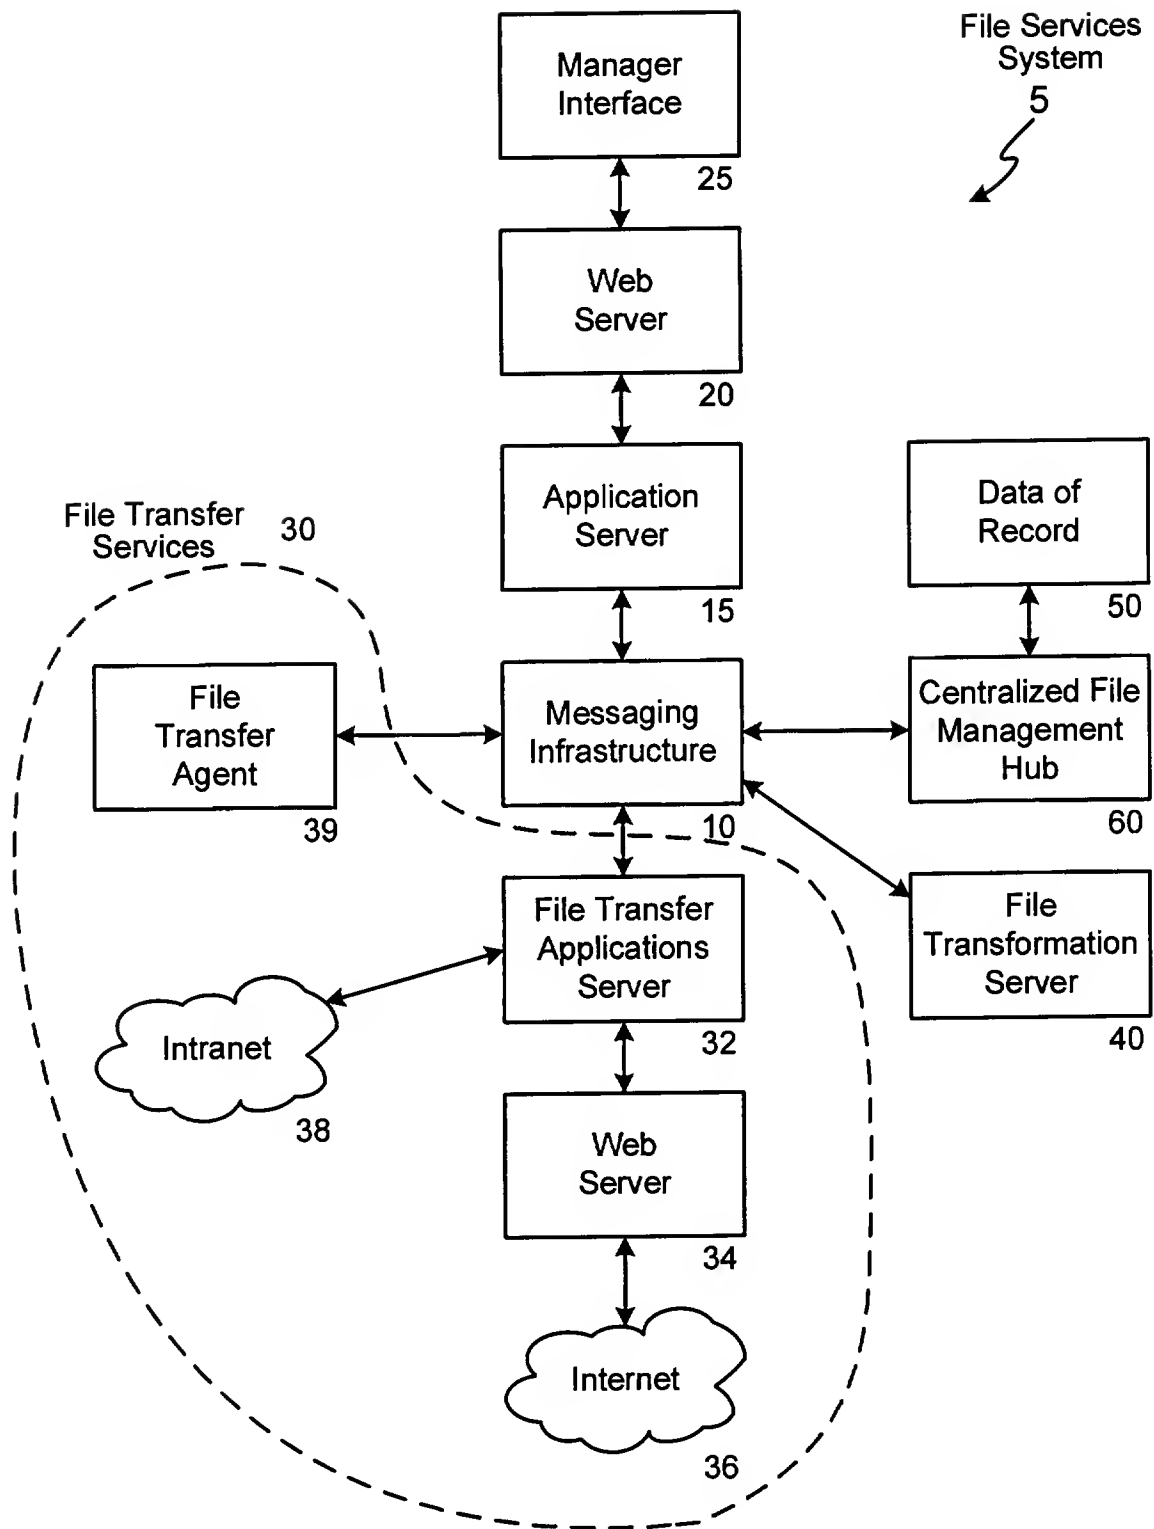 File Services
System
5
Manager
Interface
25
Web
Server
20
Application
Server
15
Data of
Record
50
File Transfer
Services
30
File
Transfer
Agent
39
Messaging
Infrastructure
10
Centralized File
Management
Hub
60
File Transfer
Applications
Server
32
File
Transformation
Server
40
Intranet
38
Web
Server
34
Internet
36